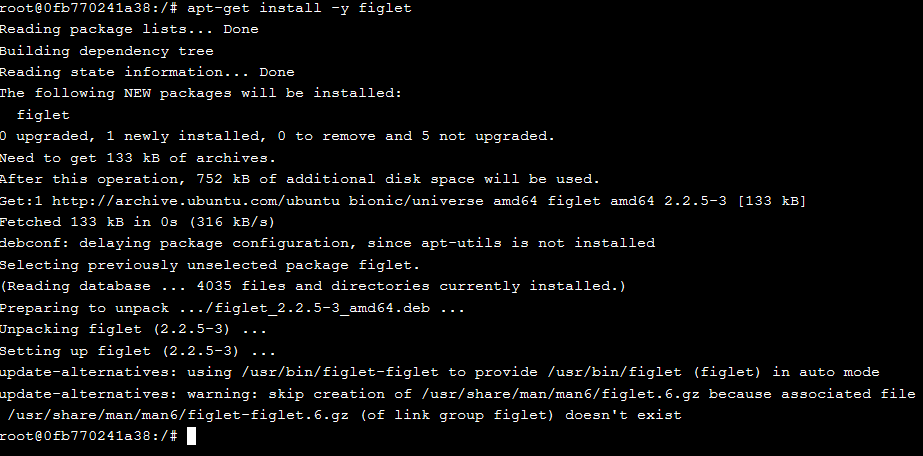 root@0fb770241a38:/# apt-get install -y figlet
Reading package lists... Done
Building dependency tree
Reading state information... Done
The following NEW packages will be installed:
  figlet
0 upgraded, 1 newly installed, 0 to remove and 5 not upgraded.
Need to get 133 kB of archives.
After this operation, 752 kB of additional disk space will be used.
Get:1 http://archive.ubuntu.com/ubuntu bionic/universe amd64 figlet amd64 2.2.5-3 [133 kB]
Fetched 133 kB in 0s (316 kB/s)
debconf: delaying package configuration, since apt-utils is not installed
Selecting previously unselected package figlet.
(Reading database ... 4035 files and directories currently installed.)
Preparing to unpack .../figlet_2.2.5-3_amd64.deb ...
Unpacking figlet (2.2.5-3) ...
Setting up figlet (2.2.5-3) ...
update-alternatives: using /usr/bin/figlet-figlet to provide /usr/bin/figlet (figlet) in auto mode
update-alternatives: warning: skip creation of /usr/share/man/man6/figlet.6.gz because associated file
 /usr/share/man/man6/figlet-figlet.6.gz (of link group figlet) doesn't exist
root@0fb770241a38:/#